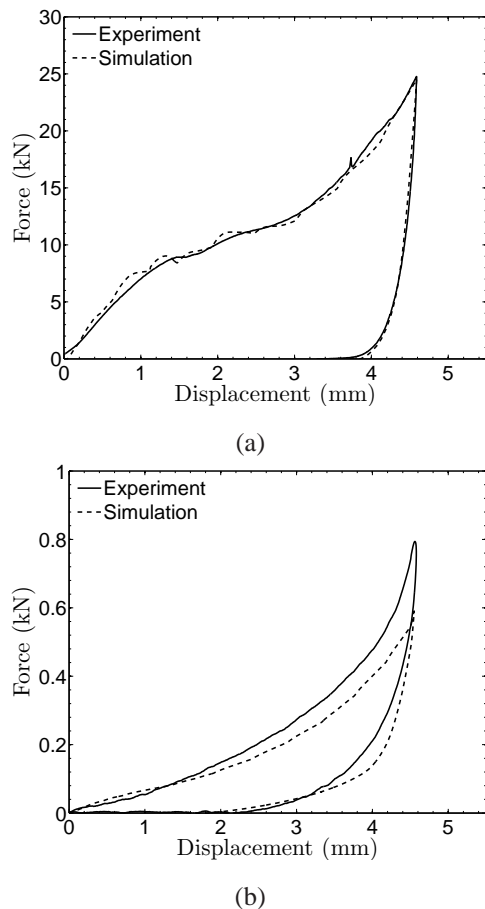 30
25
20
15
10
5
0
Force (kN)
Experiment
Simulation
0 1 2 3 4 5
Displacement (mm)
(a)
1
0.8
0.6
0.4
0.2
0
Force (kN)
Experiment
Simulation
0 1 2 3 4 5
Displacement (mm)
(b)